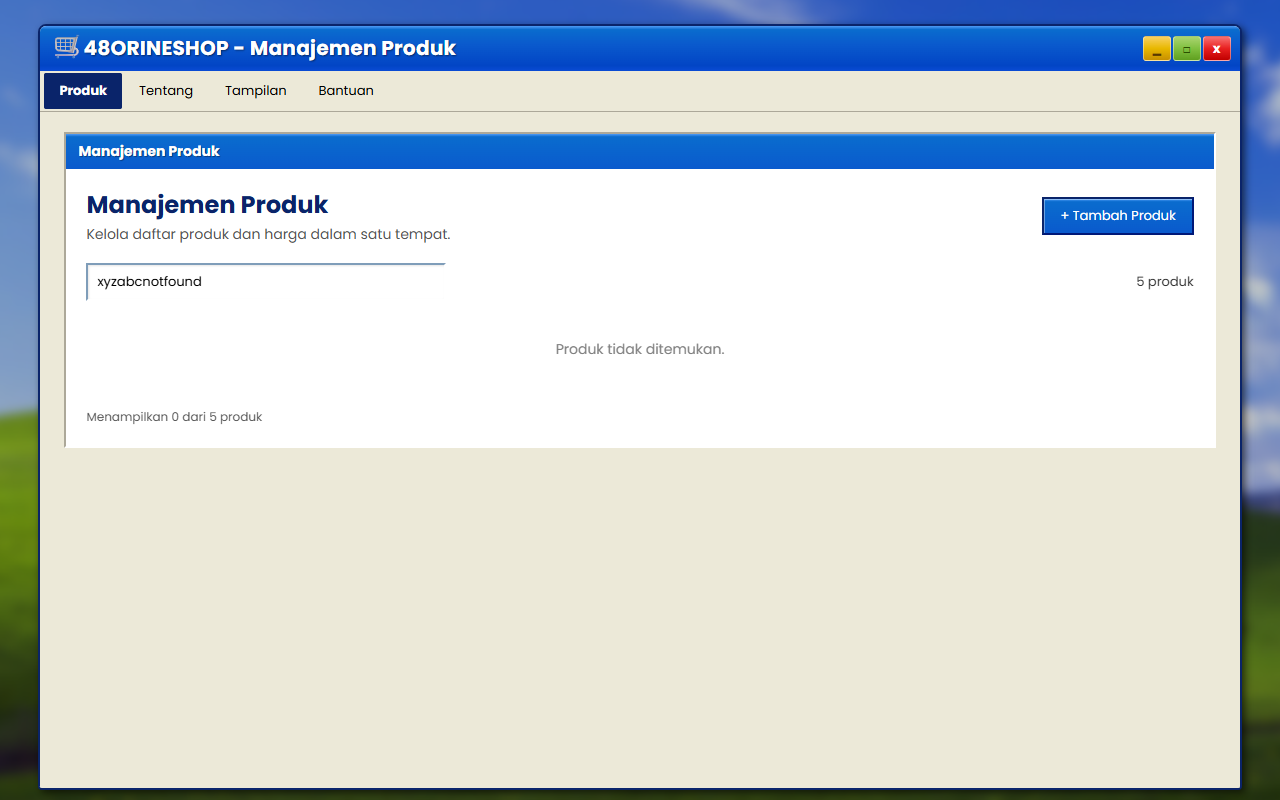 48ORINESHOP - Manajemen Produk
_ □ x
Produk Tentang Tampilan Bantuan
Manajemen Produk
Manajemen Produk
+ Tambah Produk
Kelola daftar produk dan harga dalam satu tempat.
xyzabcnotfound
5 produk
Produk tidak ditemukan.
Menampilkan 0 dari 5 produk